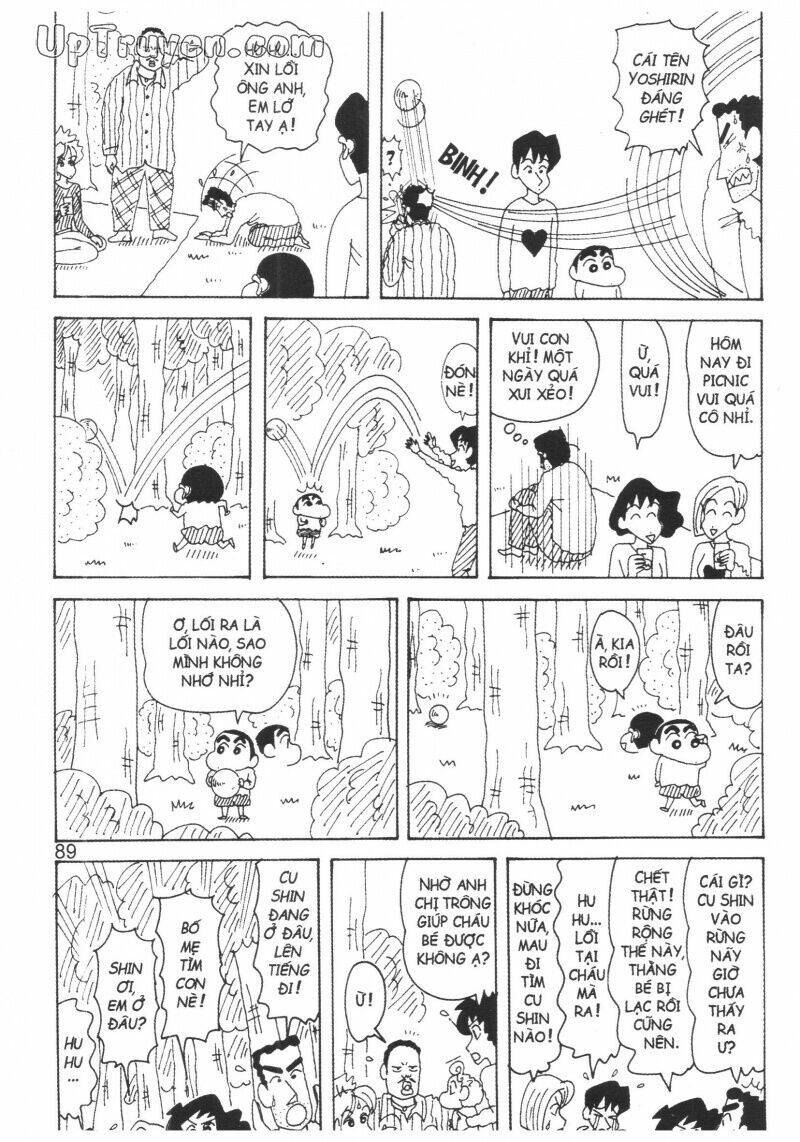 UpTruyen.com
CÁI TÊN
YOSHIRIN
ĐÁNG
GHÉT!
BINH!
?
XIN LỖI
ÔNG ANH,
EM LỠ
TAY Ạ!
HÔM
NAY ĐI
PICNIC
VUI QUÁ
CÔ NHỈ.
Ừ,
QUÁ
VUI!
VUI CON
KHỈ! MỘT
NGÀY QUÁ
XUI XẺO!
ĐÓN
NÈ!
ĐÂU
RỒI
TA?
À, KIA
RỒI!
Ơ, LỐI RA LÀ
LỐI NÀO, SAO
MÌNH KHÔNG
NHỚ NHỈ?
89
CÁI GÌ?
CU SHIN
VÀO
RỪNG
NÃY
GIỜ
CHƯA
THẤY
RA
Ư?
CHẾT
THẬT!
RỪNG
RỘNG
THẾ NÀY,
THẰNG
BÉ BỊ
LẠC RỒI
CŨNG
NÊN.
HU
HU...
LỖI
TẠI
CHÁU
MÀ
RA!
ĐỪNG
KHÓC
NỮA,
MAU
ĐI
TÌM
CU
SHIN
NÀO!
NHỜ ANH
CHỊ TRÔNG
GIÚP CHÁU
BÉ ĐƯỢC
KHÔNG Ạ?
Ừ!
CU
SHIN
ĐANG
Ở ĐÂU,
LÊN
TIẾNG
ĐI!
BỐ
MẸ
TÌM
CON
NÈ!
SHIN
ƠI,
EM Ở
ĐÂU?
HU
HU
...